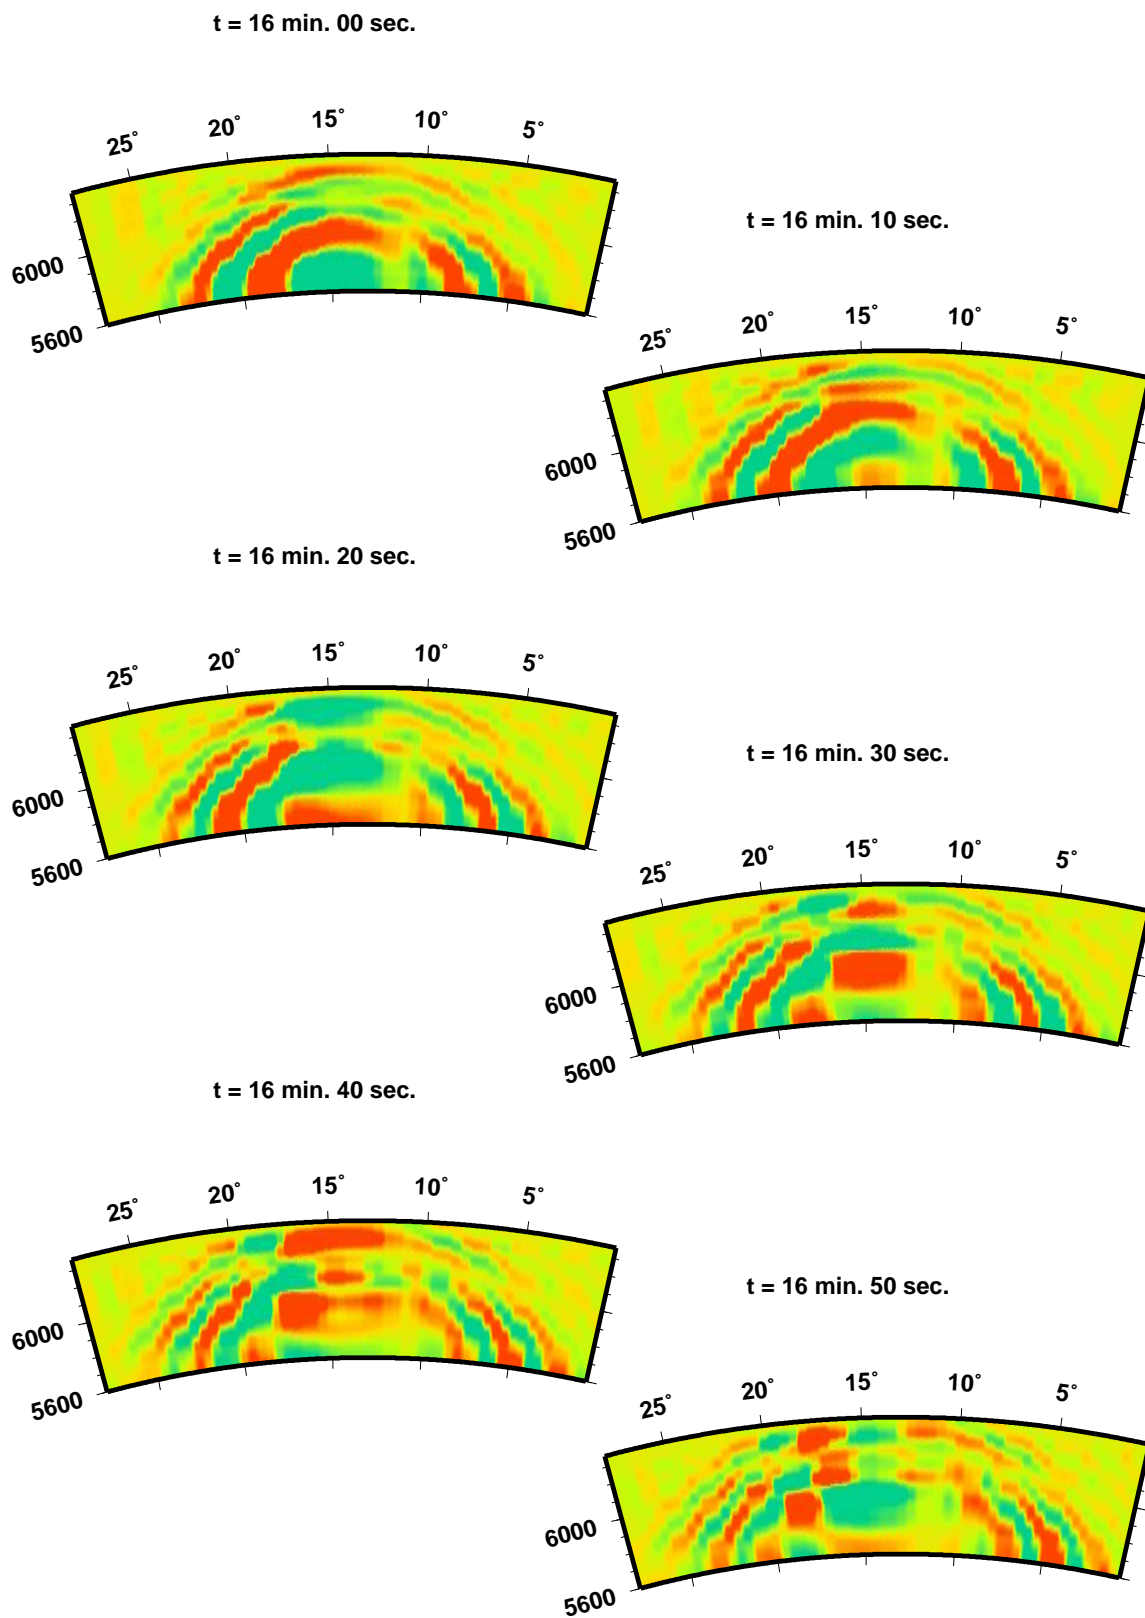 t = 16 min. 00 sec.
25° 20° 15° 10° 5°
6000
5600
t = 16 min. 10 sec.
25° 20° 15° 10° 5°
6000
5600
t = 16 min. 20 sec.
25° 20° 15° 10° 5°
6000
5600
t = 16 min. 30 sec.
25° 20° 15° 10° 5°
6000
5600
t = 16 min. 40 sec.
25° 20° 15° 10° 5°
6000
5600
t = 16 min. 50 sec.
25° 20° 15° 10° 5°
6000
5600